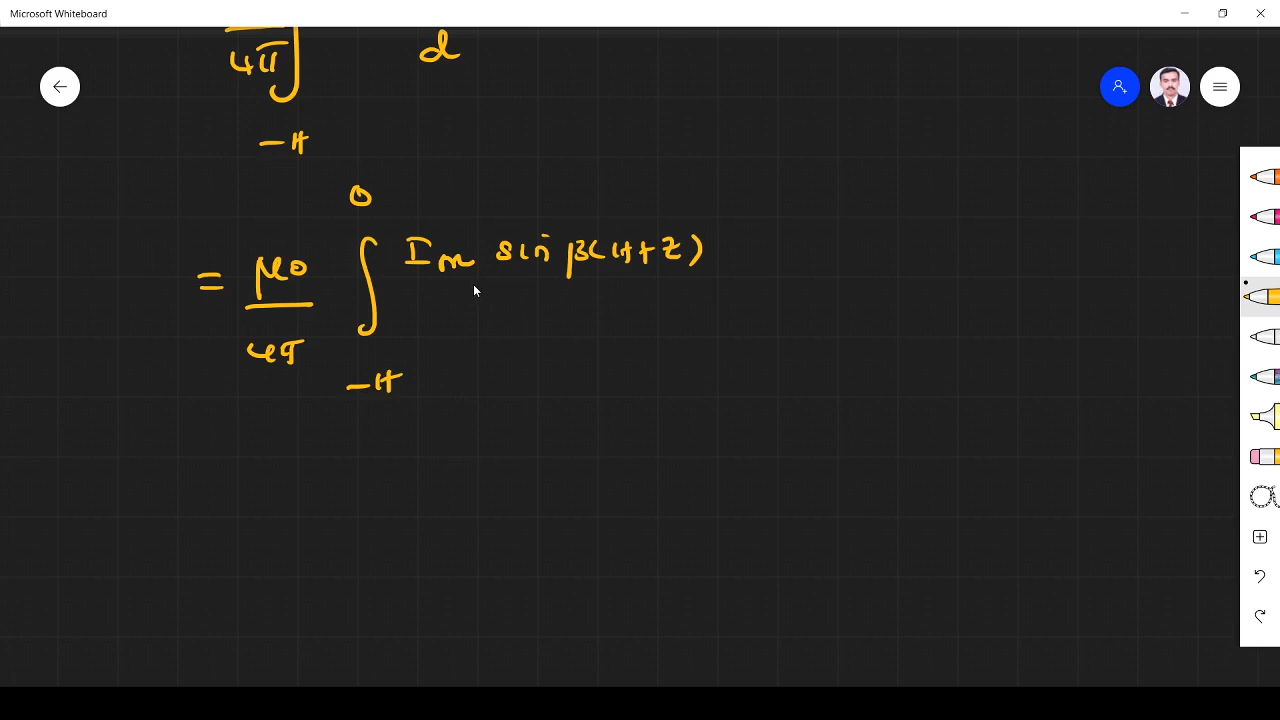 Microsoft Whiteboard
4π ∫ d
-H
0
= μ0 ∫ Im sin β(H+Z)
4π
-H